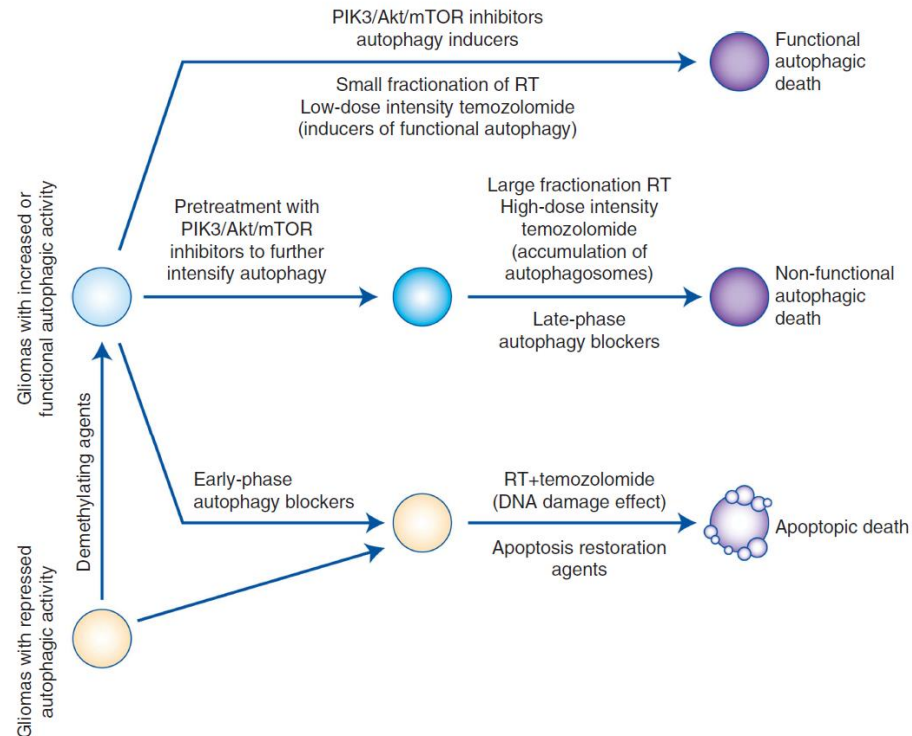 PIK3/Akt/mTOR inhibitors
autophagy inducers
Small fractionation of RT
Low-dose intensity temozolomide
(inducers of functional autophagy)
Functional
autophagic
death
Gliomas with increased or
functional autophagic activity
Pretreatment with
PIK3/Akt/mTOR
inhibitors to further
intensify autophagy
Large fractionation RT
High-dose intensity
temozolomide
(accumulation of
autophagosomes)
Late-phase
autophagy blockers
Non-functional
autophagic
death
Demethylating agents
Early-phase
autophagy blockers
RT+temozolomide
(DNA damage effect)
Apoptosis restoration
agents
Apoptopic death
Gliomas with repressed
autophagic activity